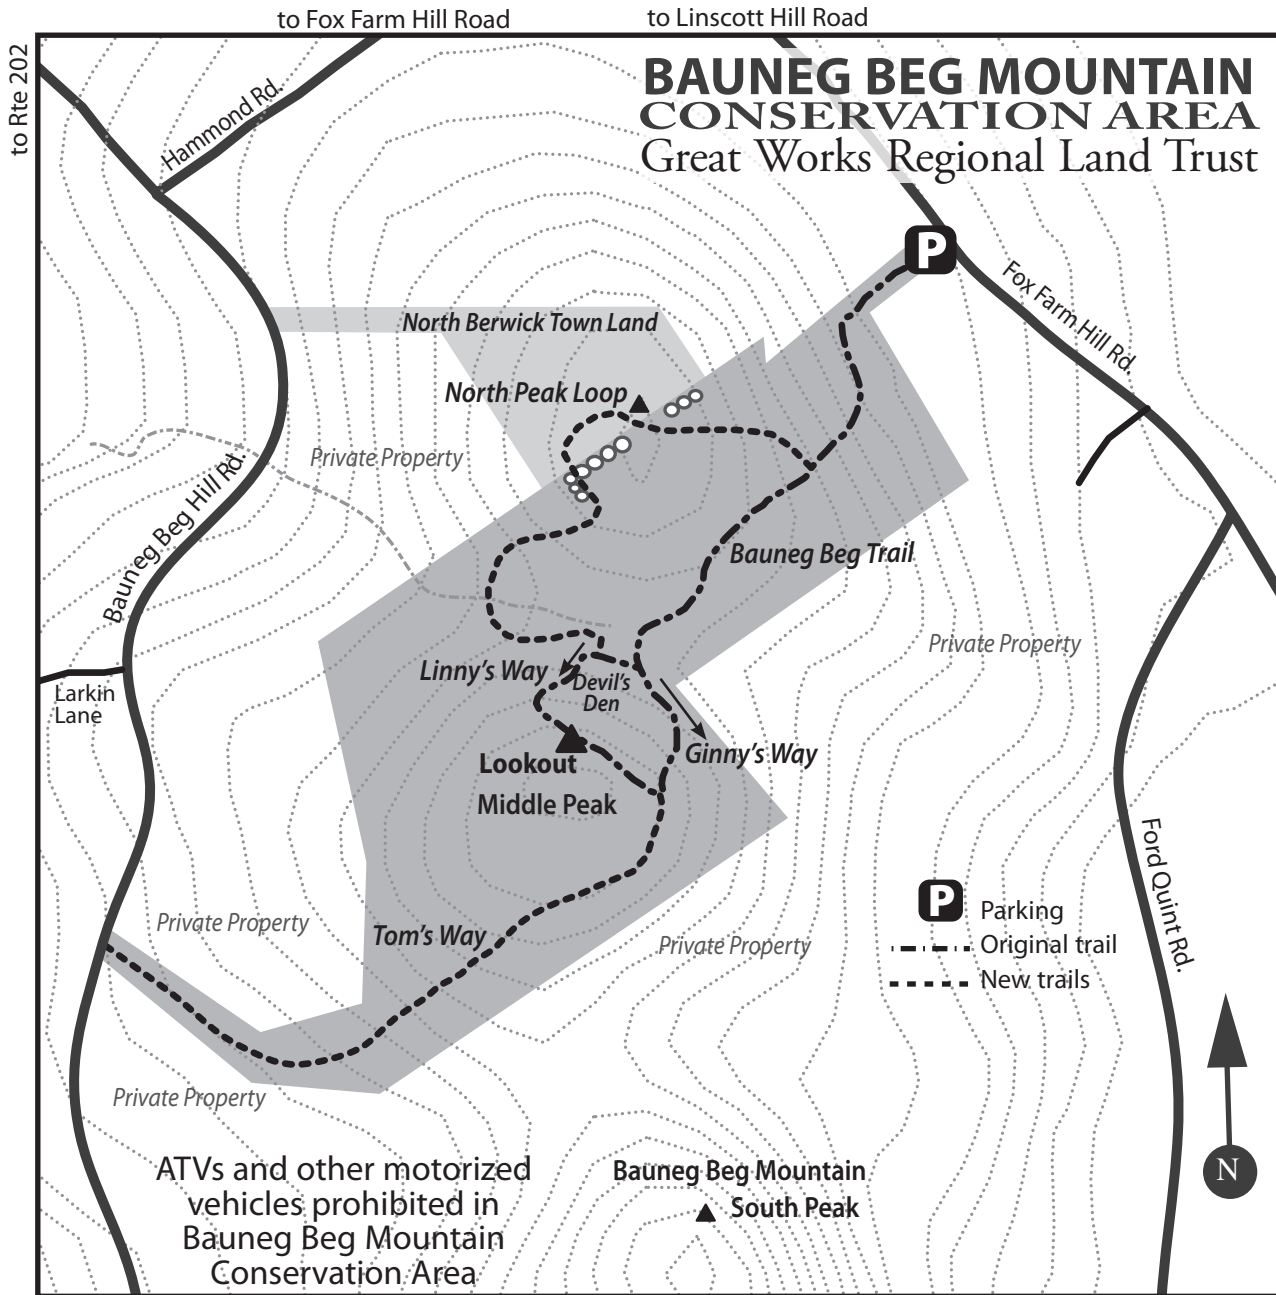 to Fox Farm Hill Road
to Linscott Hill Road
to Rte 202
BAUNEG BEG MOUNTAIN
CONSERVATION AREA
Great Works Regional Land Trust
Hammond Rd.
P
Fox Farm Hill Rd.
North Berwick Town Land
North Peak Loop
Private Property
Bauneg Beg Hill Rd.
Bauneg Beg Trail
Private Property
Linny's Way
Devil's
Den
Larkin
Lane
Ginny's Way
Lookout
Middle Peak
Ford Quint Rd.
P Parking
Original trail
New trails
Private Property
Tom's Way
Private Property
Private Property
ATVs and other motorized
vehicles prohibited in
Bauneg Beg Mountain
Conservation Area
Bauneg Beg Mountain
South Peak
N